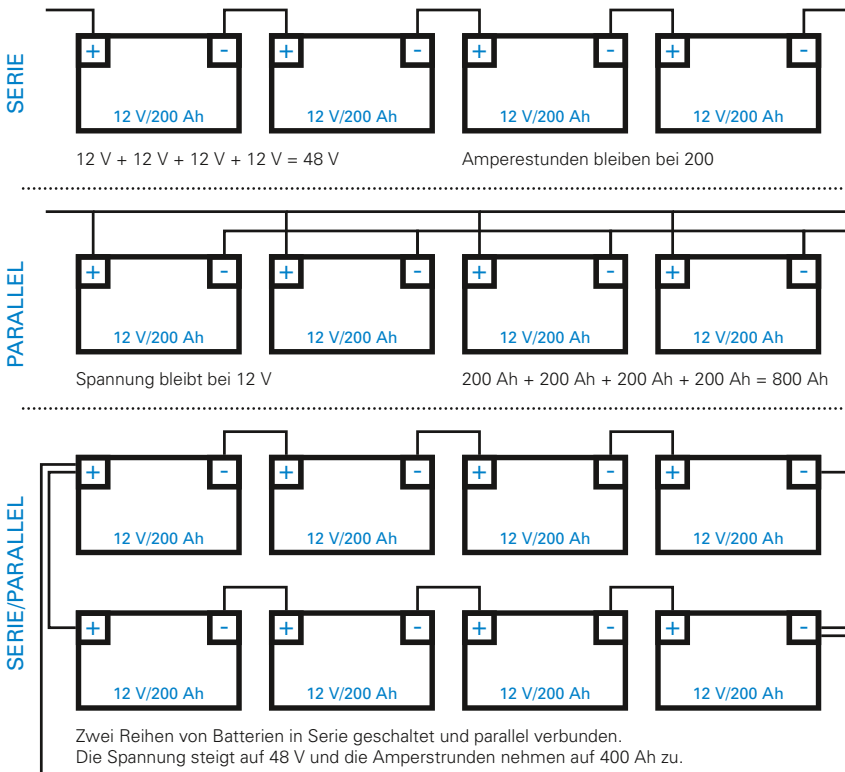 SERIE
+ - + - + - + -
12 V/200 Ah 12 V/200 Ah 12 V/200 Ah 12 V/200 Ah
12 V + 12 V + 12 V + 12 V = 48 V
Amperestunden bleiben bei 200
PARALLEL
+ - + - + - + -
12 V/200 Ah 12 V/200 Ah 12 V/200 Ah 12 V/200 Ah
Spannung bleibt bei 12 V
200 Ah + 200 Ah + 200 Ah + 200 Ah = 800 Ah
SERIE/PARALLEL
+ - + - + - + -
12 V/200 Ah 12 V/200 Ah 12 V/200 Ah 12 V/200 Ah
+ - + - + - + -
12 V/200 Ah 12 V/200 Ah 12 V/200 Ah 12 V/200 Ah
Zwei Reihen von Batterien in Serie geschaltet und parallel verbunden.
Die Spannung steigt auf 48 V und die Amperstrunden nehmen auf 400 Ah zu.